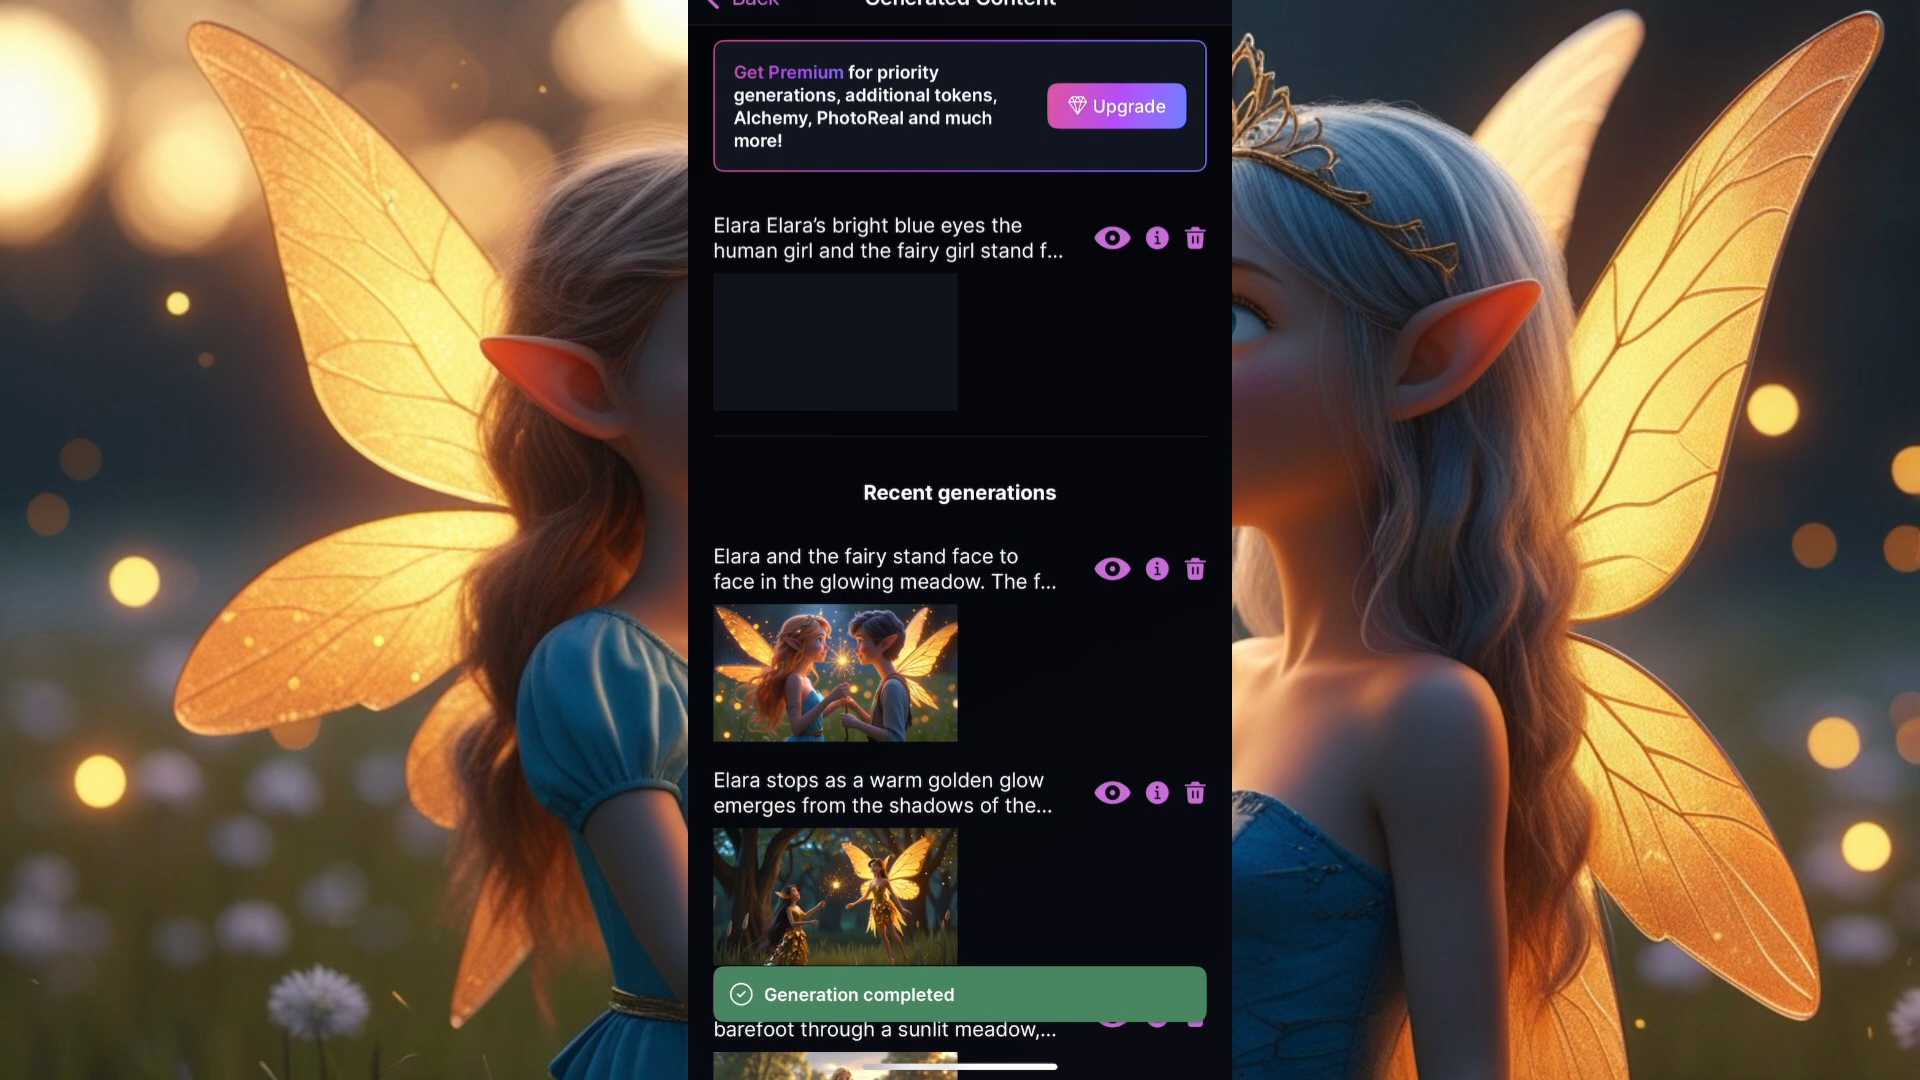 Back
Generated Content
Get Premium for priority
generations, additional tokens,
Alchemy, PhotoReal and much
more!
Upgrade
Elara Elara’s bright blue eyes the
human girl and the fairy girl stand f...
Recent generations
Elara and the fairy stand face to
face in the glowing meadow. The f...
Elara stops as a warm golden glow
emerges from the shadows of the...
Generation completed
barefoot through a sunlit meadow,...